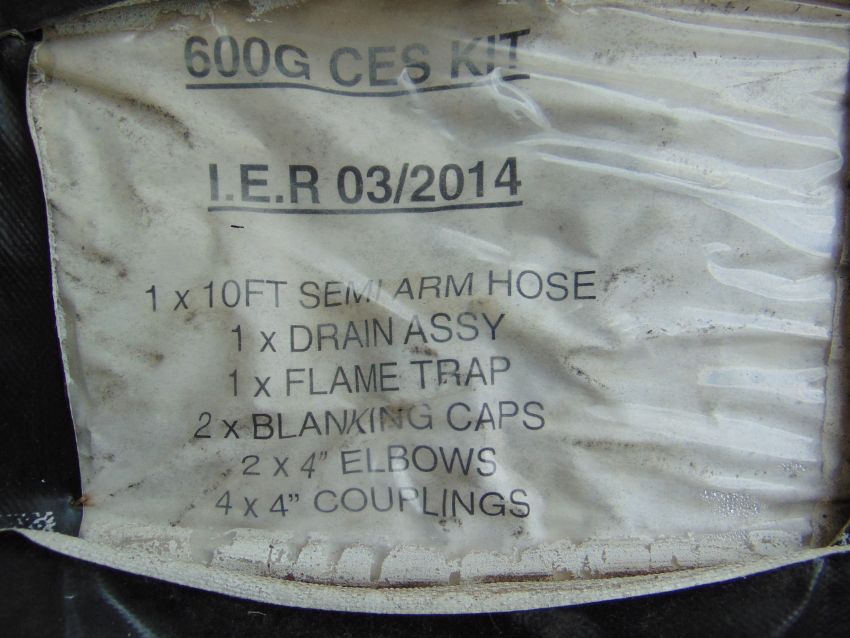 600G CES KIT
I.E.R 03/2014
1 x 10FT SEMI ARM HOSE
1 x DRAIN ASSY
1 x FLAME TRAP
2 x BLANKING CAPS
2 x 4" ELBOWS
4 x 4" COUPLINGS